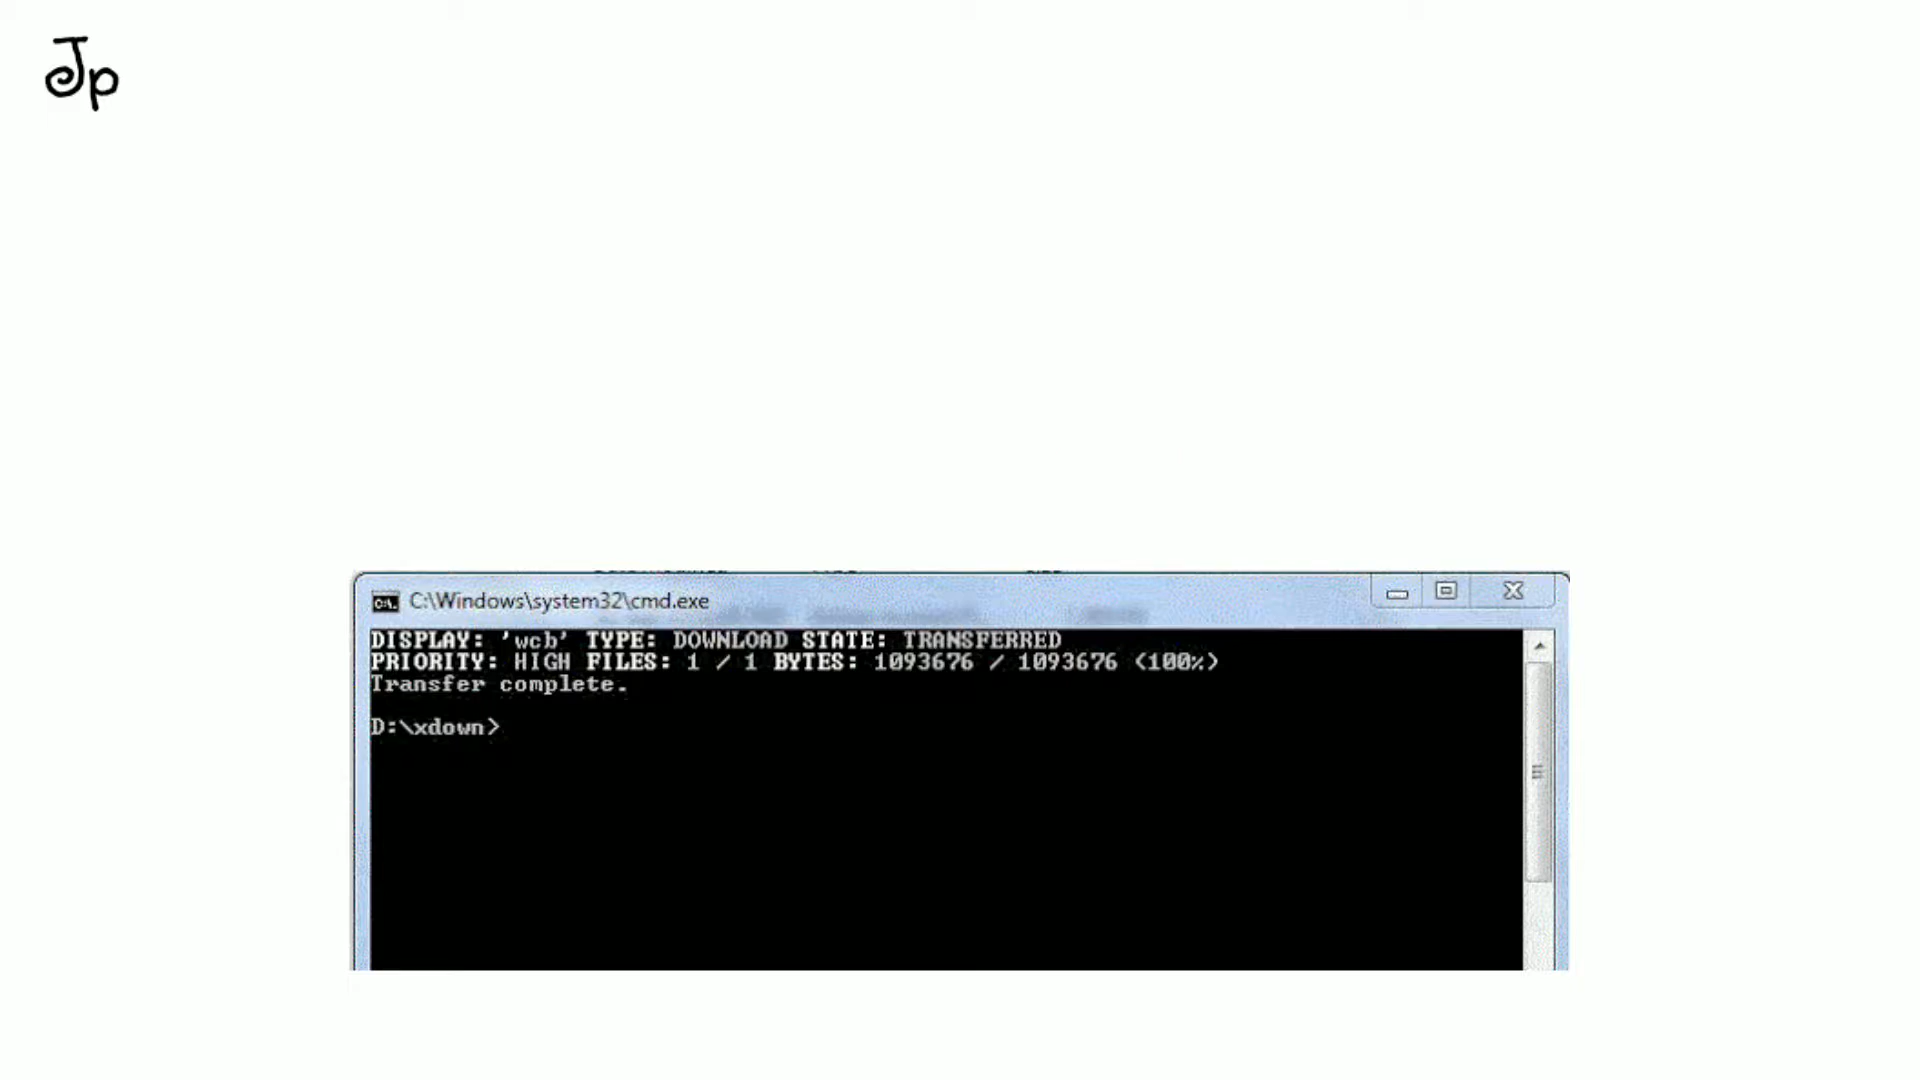 Jp
C:\Windows\system32\cmd.exe
DISPLAY: 'wcb' TYPE: DOWNLOAD STATE: TRANSFERRED
PRIORITY: HIGH FILES: 1 / 1 BYTES: 1093676 / 1093676 (100%)
Transfer complete.
D:\xdown>